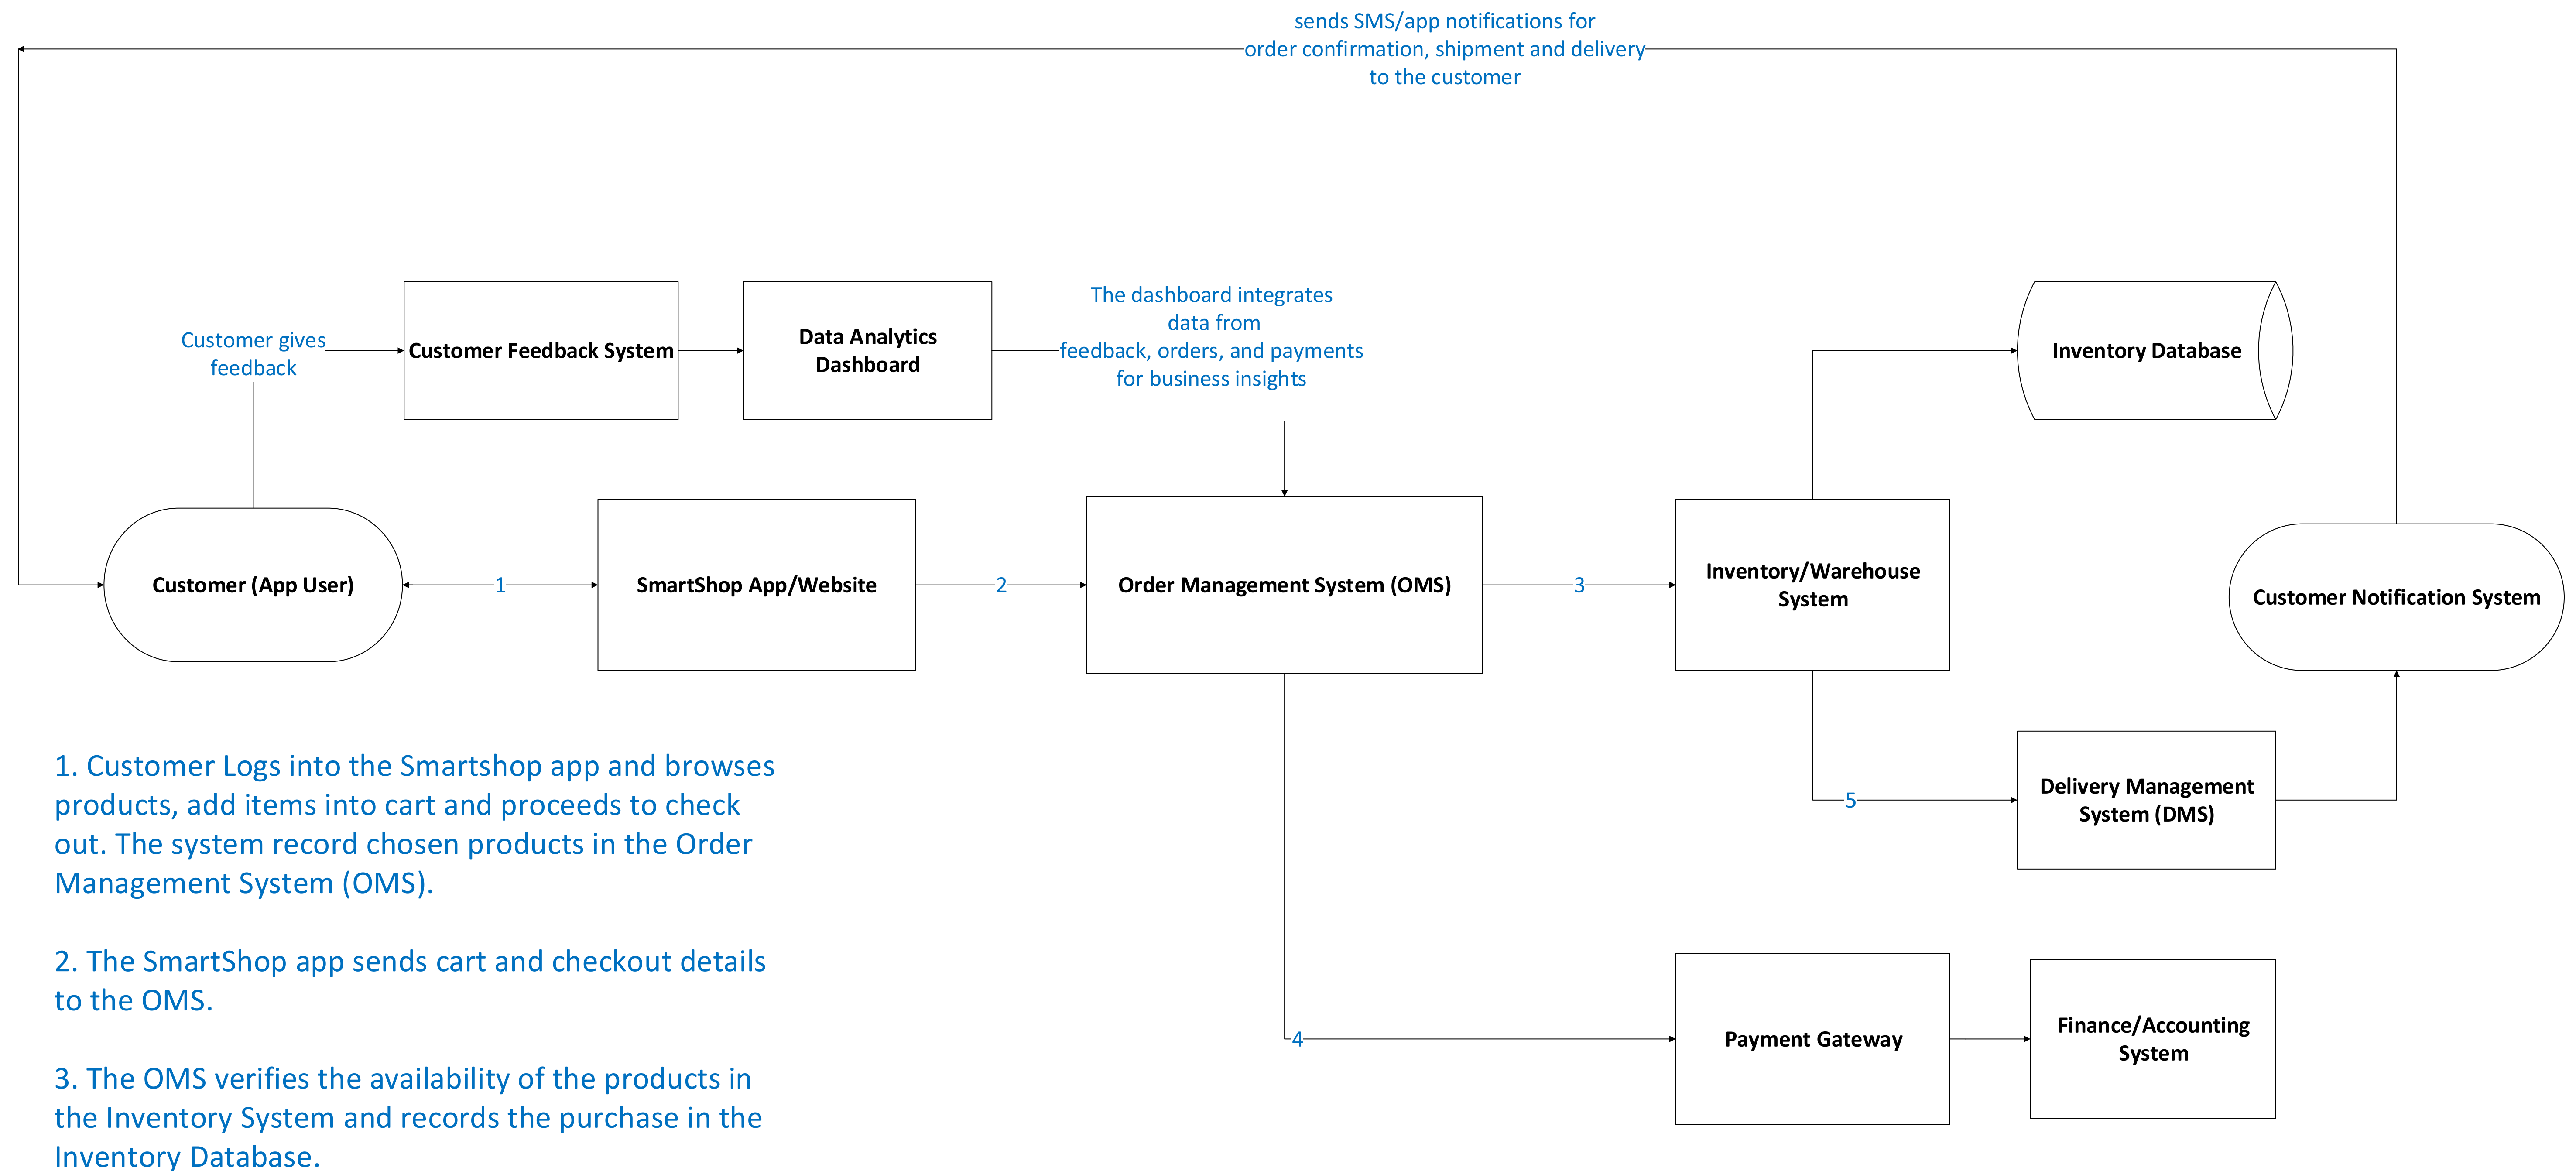 sends SMS/app notifications for
order confirmation, shipment and delivery
to the customer
Customer gives
feedback
Customer Feedback System
Data Analytics
Dashboard
The dashboard integrates
data from
feedback, orders, and payments
for business insights
Inventory Database
Customer (App User)
1
SmartShop App/Website
2
Order Management System (OMS)
3
Inventory/Warehouse
System
Customer Notification System
5
Delivery Management
System (DMS)
4
Payment Gateway
Finance/Accounting
System
1. Customer Logs into the Smartshop app and browses
products, add items into cart and proceeds to check
out. The system record chosen products in the Order
Management System (OMS).
2. The SmartShop app sends cart and checkout details
to the OMS.
3. The OMS verifies the availability of the products in
the Inventory System and records the purchase in the
Inventory Database.